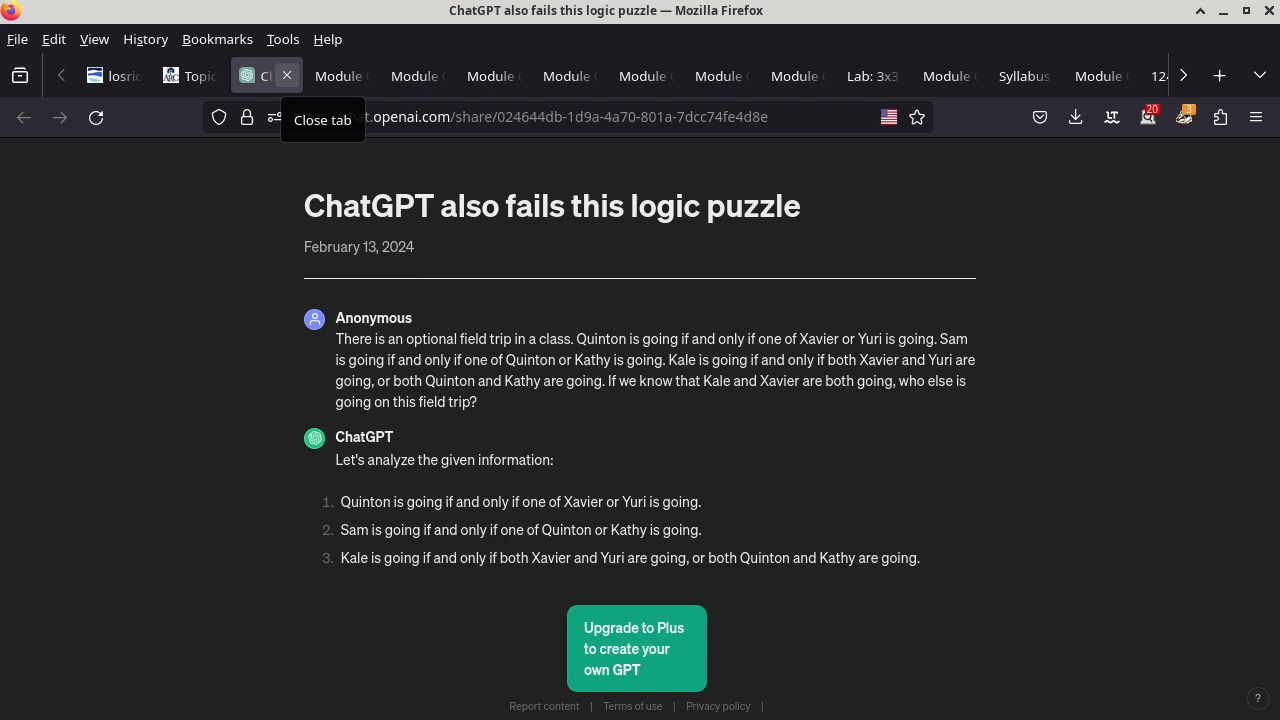 ChatGPT also fails this logic puzzle — Mozilla Firefox
File Edit View History Bookmarks Tools Help
losric Topic Ch Module Module Module Module Module Module Module Lab: 3x3 Module Syllabus Module 124
Close tab
.openai.com/share/024644db-1d9a-4a70-801a-7dcc74fe4d8e
20
3
ChatGPT also fails this logic puzzle
February 13, 2024
Anonymous
There is an optional field trip in a class. Quinton is going if and only if one of Xavier or Yuri is going. Sam
is going if and only if one of Quinton or Kathy is going. Kale is going if and only if both Xavier and Yuri are
going, or both Quinton and Kathy are going. If we know that Kale and Xavier are both going, who else is
going on this field trip?
ChatGPT
Let's analyze the given information:
1. Quinton is going if and only if one of Xavier or Yuri is going.
2. Sam is going if and only if one of Quinton or Kathy is going.
3. Kale is going if and only if both Xavier and Yuri are going, or both Quinton and Kathy are going.
Upgrade to Plus
to create your
own GPT
Report content | Terms of use | Privacy policy |
?